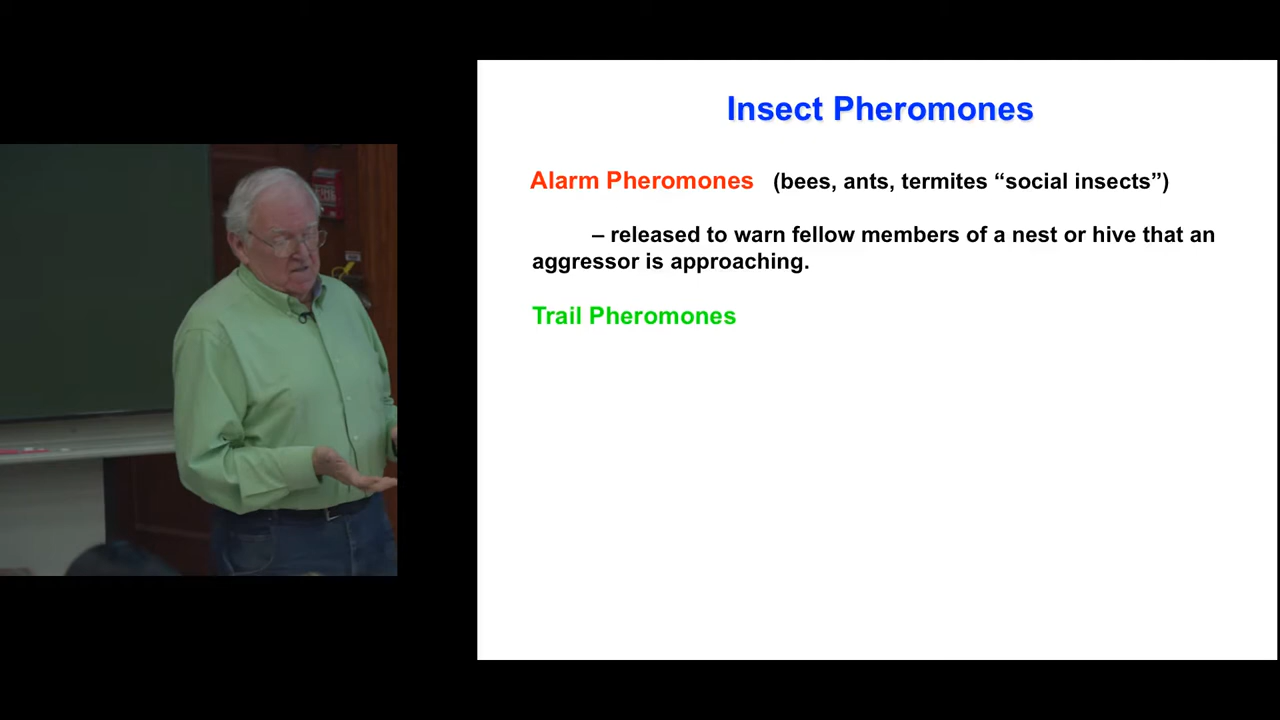 Insect Pheromones
Alarm Pheromones (bees, ants, termites “social insects”)
– released to warn fellow members of a nest or hive that an
aggressor is approaching.
Trail Pheromones